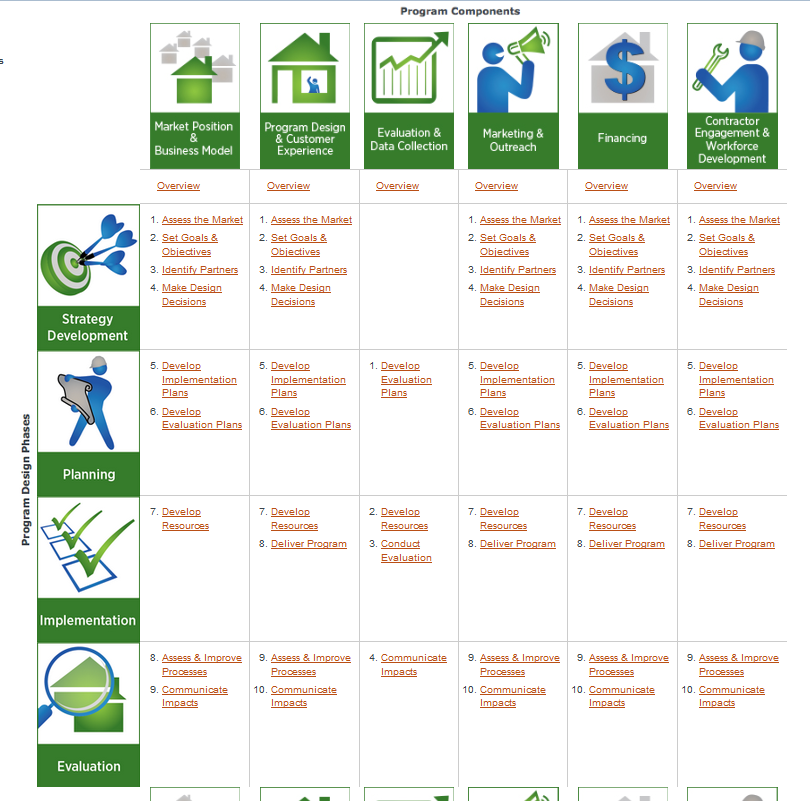 Program Components
s
Market Position
&
Business Model
Program Design
& Customer
Experience
Evaluation &
Data Collection
Marketing &
Outreach
Financing
Contractor
Engagement &
Workforce
Development
Overview
Overview
Overview
Overview
Overview
Overview
Program Design Phases
Strategy
Development
1. Assess the Market
2. Set Goals &
Objectives
3. Identify Partners
4. Make Design
Decisions
1. Assess the Market
2. Set Goals &
Objectives
3. Identify Partners
4. Make Design
Decisions
1. Assess the Market
2. Set Goals &
Objectives
3. Identify Partners
4. Make Design
Decisions
1. Assess the Market
2. Set Goals &
Objectives
3. Identify Partners
4. Make Design
Decisions
1. Assess the Market
2. Set Goals &
Objectives
3. Identify Partners
4. Make Design
Decisions
Planning
5. Develop
Implementation
Plans
6. Develop
Evaluation Plans
5. Develop
Implementation
Plans
6. Develop
Evaluation Plans
1. Develop
Evaluation
Plans
5. Develop
Implementation
Plans
6. Develop
Evaluation Plans
5. Develop
Implementation
Plans
6. Develop
Evaluation Plans
5. Develop
Implementation
Plans
6. Develop
Evaluation Plans
Implementation
7. Develop
Resources
7. Develop
Resources
8. Deliver Program
2. Develop
Resources
3. Conduct
Evaluation
7. Develop
Resources
8. Deliver Program
7. Develop
Resources
8. Deliver Program
7. Develop
Resources
8. Deliver Program
Evaluation
8. Assess & Improve
Processes
9. Communicate
Impacts
9. Assess & Improve
Processes
10. Communicate
Impacts
4. Communicate
Impacts
9. Assess & Improve
Processes
10. Communicate
Impacts
9. Assess & Improve
Processes
10. Communicate
Impacts
9. Assess & Improve
Processes
10. Communicate
Impacts